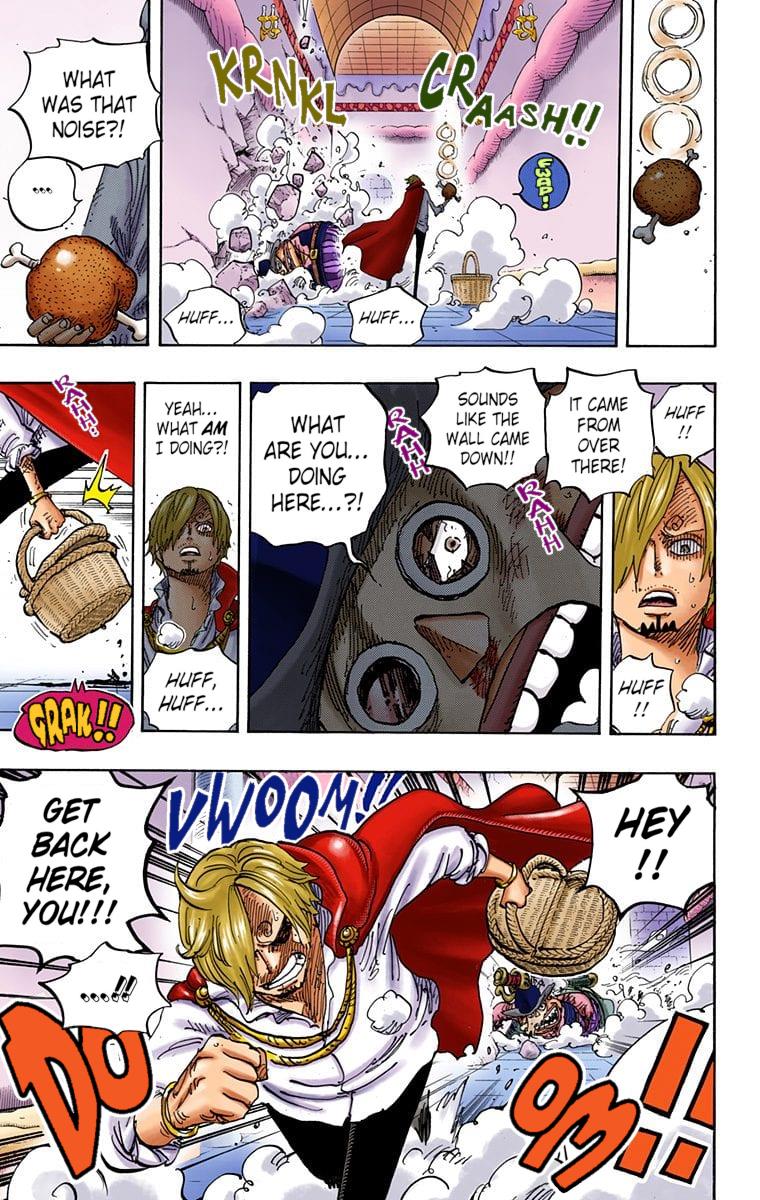 FWAP!
CRAASH!!
KRNKL
HUFF...
HUFF...
WHAT
WAS THAT
NOISE?!
...
HUFF
!!
HUFF
!!
IT CAME
FROM
OVER
THERE!
SOUNDS
LIKE THE
WALL CAME
DOWN!!
RAHH
RAHH
WHAT
ARE YOU...
DOING
HERE...?!
YEAH...
WHAT AM
I DOING?!
HUFF,
HUFF...
RAHH!
GRAK!!
HEY
!!
VWOOM!!
GET
BACK
HERE,
YOU!!!
...!!
DOOM!!